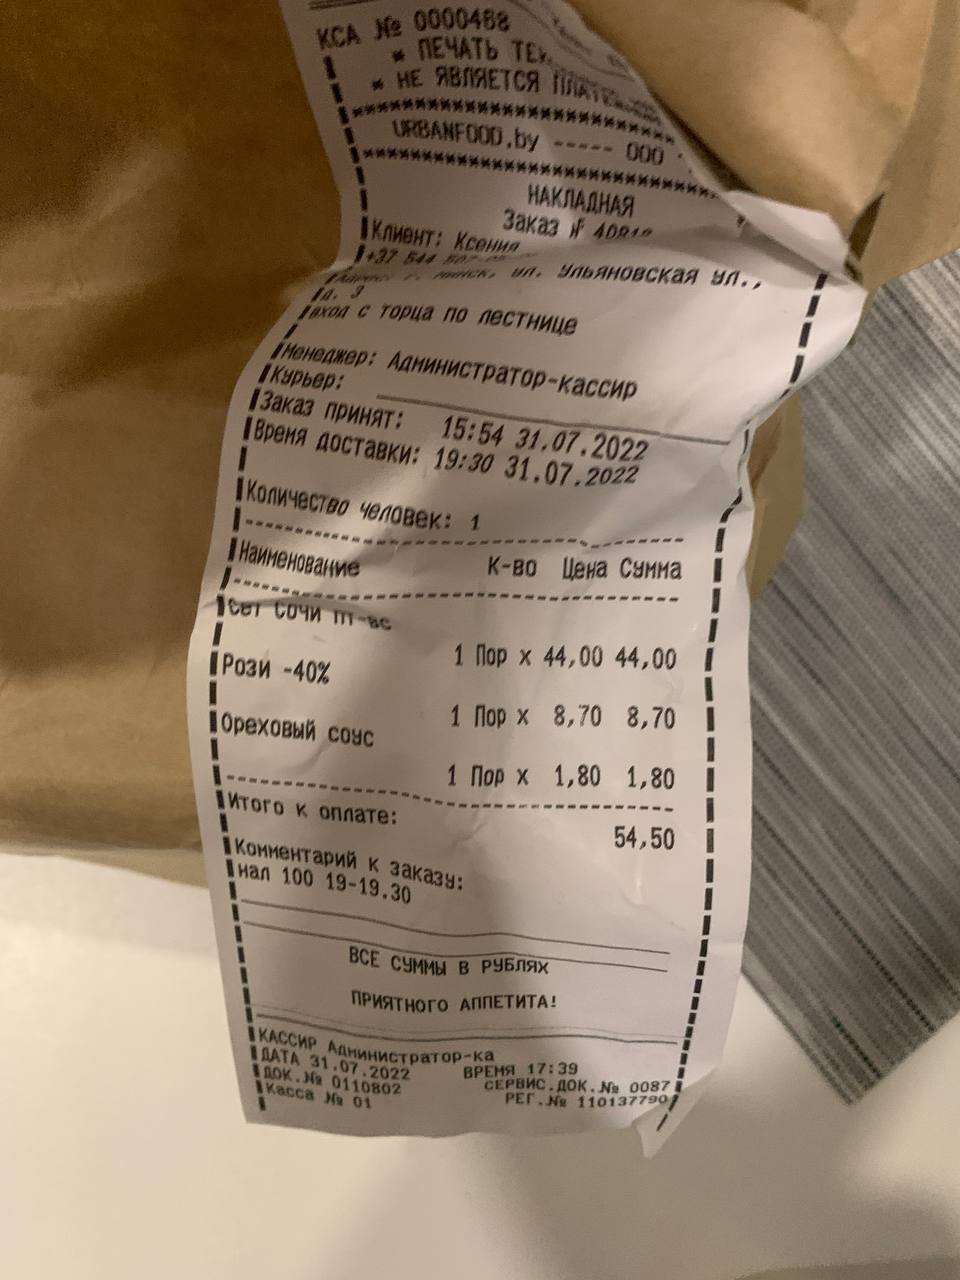 КСА № 0000468
* ПЕЧАТЬ
* НЕ ЯВЛЯЕТСЯ
URBANFOOD.by ----- ООО
НАКЛАДНАЯ
Заказ №
Клиент: Ксения
+37 544
ул. Ульяновская ул.,
д. 3
вход с торца по лестнице
Менеджер: Администратор-кассир
Курьер:
Заказ принят: 15:54 31.07.2022
Время доставки: 19:30 31.07.2022
Количество человек: 1
Наименование К-во Цена Сумма
Сет Сочи пт-вс
1 Пор x 44,00 44,00
Рози -40%
1 Пор x 8,70 8,70
Ореховый соус
1 Пор x 1,80 1,80
Итого к оплате:
54,50
Комментарий к заказу:
нал 100 19-19.30
ВСЕ СУММЫ В РУБЛЯХ
ПРИЯТНОГО АППЕТИТА!
КАССИР Администратор-ка
ДАТА 31.07.2022 ВРЕМЯ 17:39
ДОК.№ 0110802 СЕРВИС.ДОК.№ 0087
Касса № 01 РЕГ.№ 110137790